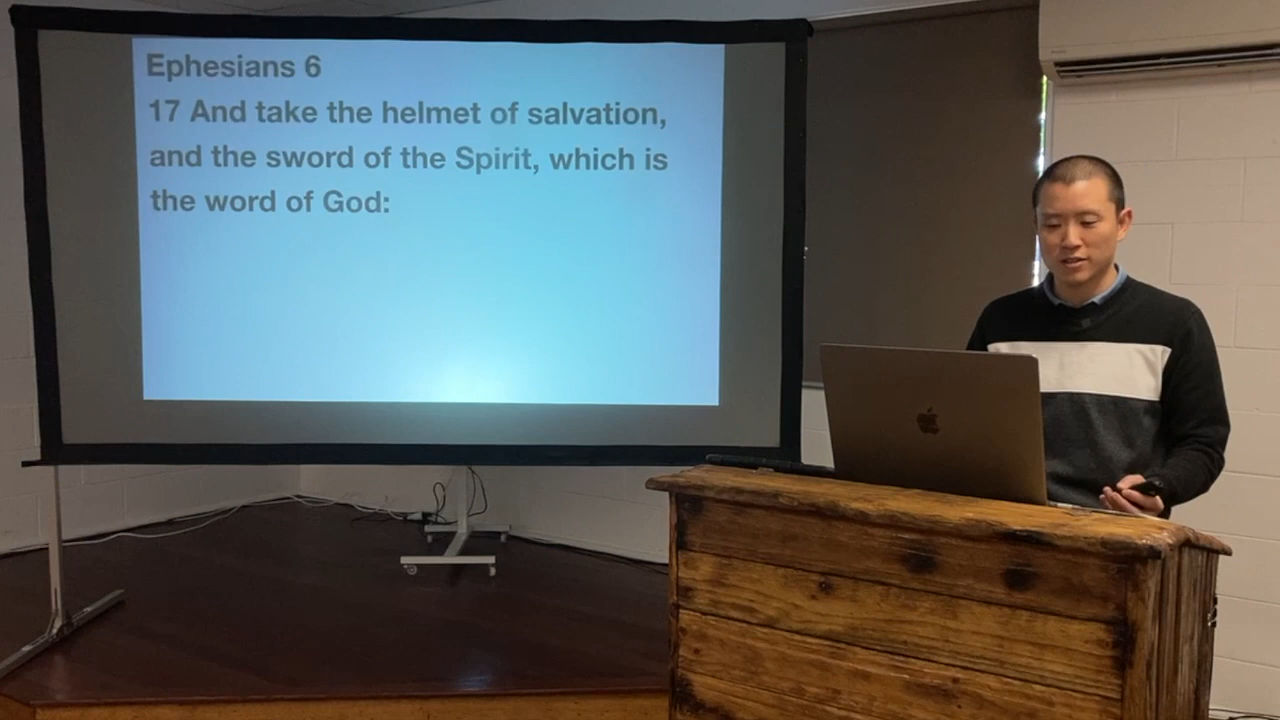 Ephesians 6
17 And take the helmet of salvation,
and the sword of the Spirit, which is
the word of God: